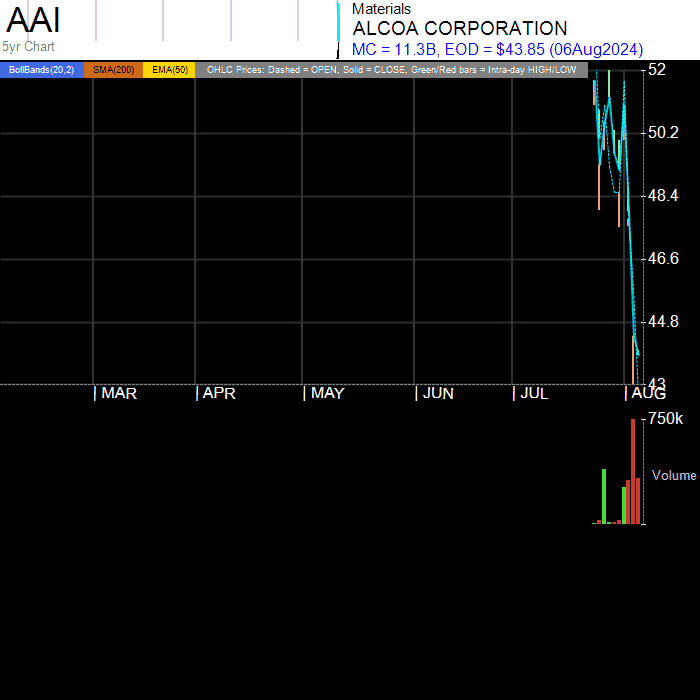 AAI
5yr Chart
Materials
ALCOA CORPORATION
MC = 11.3B, EOD = $43.85 (06Aug2024)
BollBands(20,2) SMA(200) EMA(50) OHLC Prices: Dashed = OPEN, Solid = CLOSE, Green/Red bars = Intra-day HIGH/LOW
52
50.2
48.4
46.6
44.8
43
| MAR | APR | MAY | JUN | JUL | AUG
750k
Volume